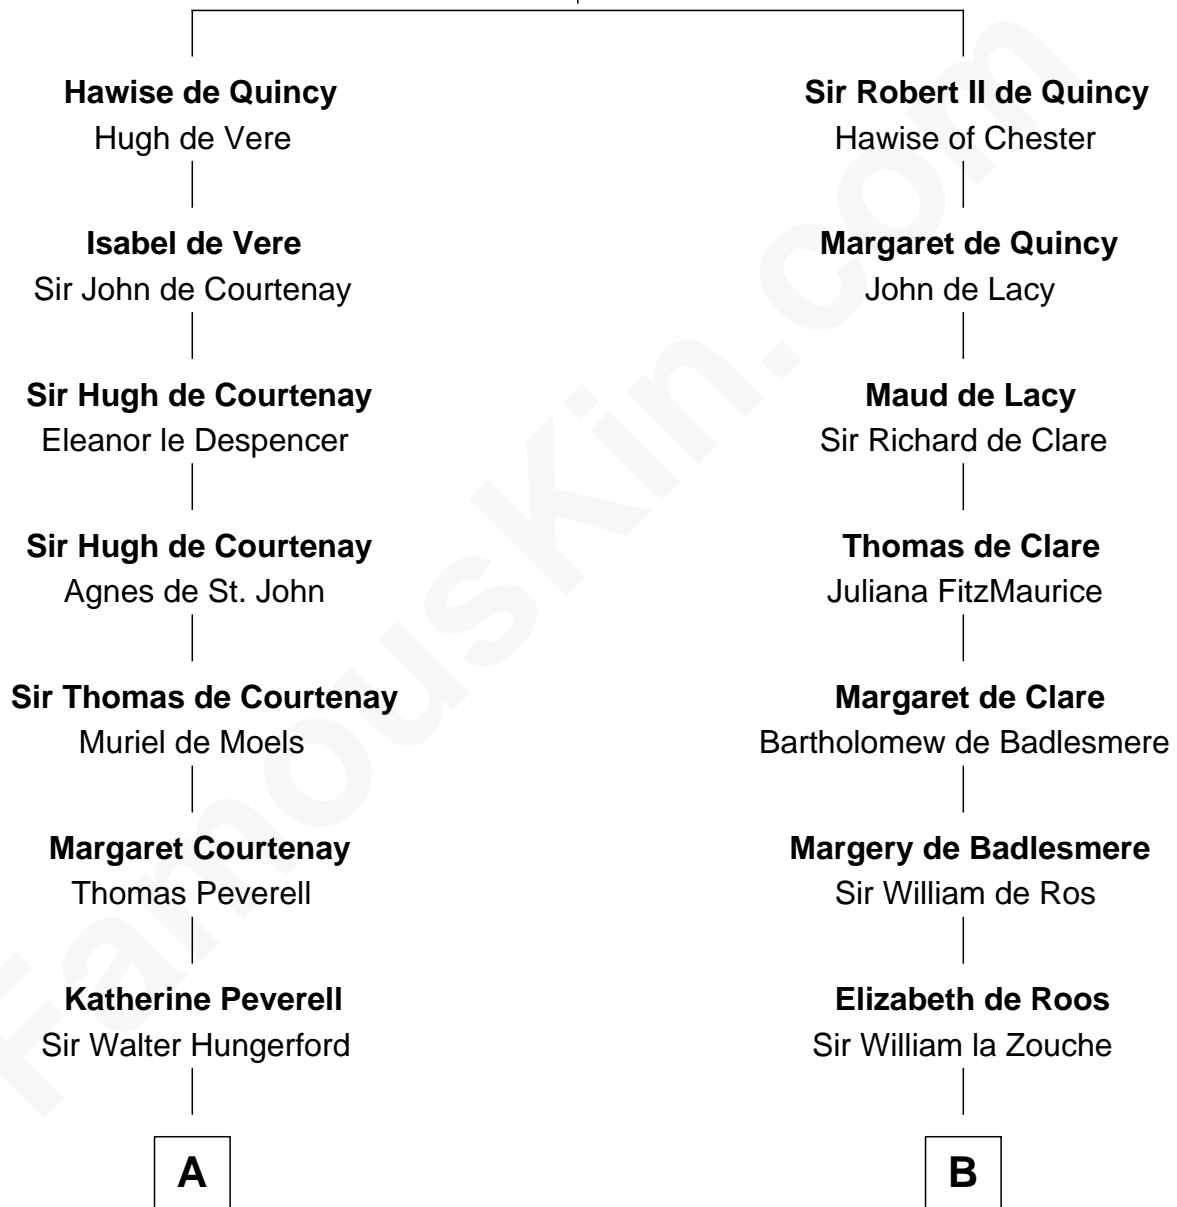 Hawise de Quincy
Hugh de Vere
Isabel de Vere
Sir John de Courtenay
Sir Hugh de Courtenay
Eleanor le Despencer
Sir Hugh de Courtenay
Agnes de St. John
Sir Thomas de Courtenay
Muriel de Moels
Margaret Courtenay
Thomas Peverell
Katherine Peverell
Sir Walter Hungerford
A
Sir Robert II de Quincy
Hawise of Chester
Margaret de Quincy
John de Lacy
Maud de Lacy
Sir Richard de Clare
Thomas de Clare
Juliana FitzMaurice
Margaret de Clare
Bartholomew de Badlesmere
Margery de Badlesmere
Sir William de Ros
Elizabeth de Roos
Sir William la Zouche
B
FamousKin.com